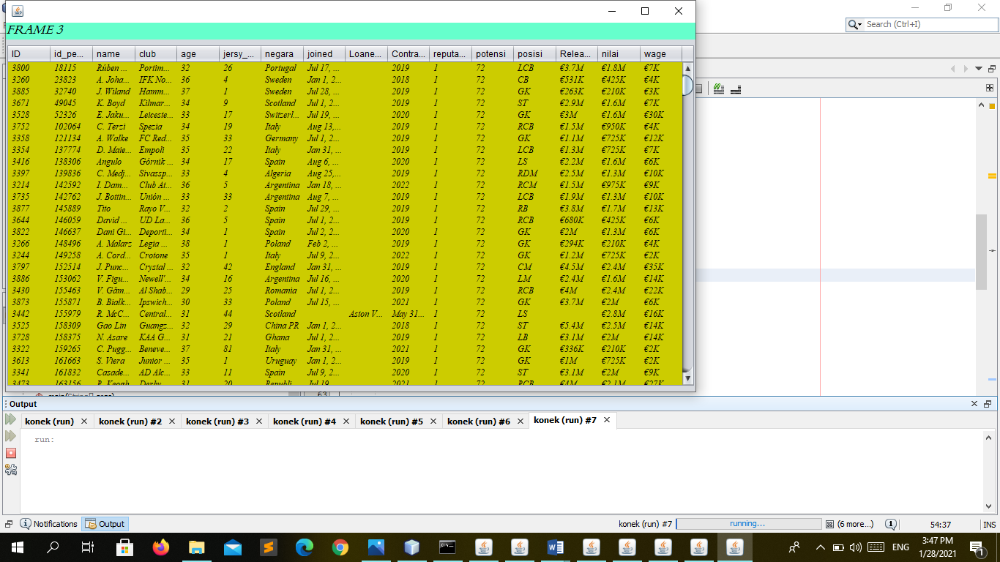 Search (Ctrl+I)
FRAME 3
ID id_pe... name club age jersy_... negara joined Loane... Contra... reputa... potensi posisi Relea... nilai wage
3800 18115 Rúben ... Portim... 32 26 Portugal Jul 17, ... 2019 1 72 LCB €3.7M €1.8M €7K
3260 23823 A. Joha... IFK No... 36 4 Sweden Jan 1, 2... 2018 1 72 CB €531K €425K €4K
3885 32740 J. Wiland Hamm... 37 1 Sweden Jul 28, ... 2019 1 72 GK €263K €210K €3K
3671 49045 K. Boyd Kilmar... 34 9 Scotland Jul 1, 2... 2019 1 72 ST €2.9M €1.6M €7K
3528 52326 E. Jaku... Leiceste... 33 17 Switzerl... Jul 19, ... 2020 1 72 GK €3M €1.6M €30K
3752 102064 C. Terzi Spezia 34 19 Italy Aug 13,... 2019 1 72 RCB €1.5M €950K €4K
3358 121134 A. Walke FC Red... 35 33 Germany Jul 1, 2... 2019 1 72 GK €1.1M €725K €12K
3354 137774 D. Maie... Empoli 35 22 Italy Jan 31, ... 2019 1 72 LCB €1.3M €725K €7K
3416 138306 Angulo Górnik ... 34 17 Spain Aug 6, ... 2020 1 72 LS €2.2M €1.6M €6K
3397 139836 C. Medj... Sivassp... 33 4 Algeria Aug 25,... 2019 1 72 RDM €2.5M €1.3M €10K
3214 142592 I. Dam... Club At... 36 5 Argentina Jan 18, ... 2022 1 72 RCM €1.5M €975K €9K
3735 142762 J. Bottin... Unión ... 33 33 Argentina Aug 7, ... 2019 1 72 LCB €1.9M €1.3M €10K
3877 145889 Tito Rayo V... 32 2 Spain Jul 29, ... 2019 1 72 RB €3.8M €1.7M €13K
3644 146059 David ... UD La... 36 5 Spain Jul 1, 2... 2019 1 72 RCB €680K €425K €6K
3822 146637 Dani Gi... Deporti... 34 1 Spain Jul 2, 2... 2020 1 72 GK €2M €1.3M €6K
3266 148496 A. Malarz Legia ... 38 1 Poland Feb 2, ... 2019 1 72 GK €294K €210K €4K
3244 149258 A. Cord... Crotone 35 1 Italy Jul 9, 2... 2022 1 72 GK €1.2M €725K €2K
3797 152514 J. Punc... Crystal ... 32 42 England Jan 31, ... 2019 1 72 CM €4.5M €2.4M €35K
3886 153062 V. Figu... Newell'... 34 16 Argentina Jul 16, ... 2020 1 72 LM €2.4M €1.6M €14K
3430 155463 V. Găm... Al Shab... 29 25 Romania Jul 1, 2... 2019 1 72 RCB €4M €2.4M €22K
3873 155871 B. Bialk... Ipswich... 30 33 Poland Jul 15, ... 2021 1 72 GK €3.7M €2M €6K
3442 155979 R. McC... Central... 31 44 Scotland Aston V... May 31... 1 72 LS €2.8M €16K
3525 158309 Gao Lin Guangz... 32 29 China PR Jan 1, 2... 2018 1 72 ST €5.4M €2.5M €14K
3728 158375 N. Asare KAA G... 31 21 Ghana Jul 1, 2... 2019 1 72 LB €3.1M €2M €14K
3322 159265 C. Pugg... Beneve... 37 81 Italy Jan 31, ... 2021 1 72 GK €336K €210K €2K
3613 161663 S. Viera Junior ... 35 1 Uruguay Jan 1, 2... 2019 1 72 GK €1M €725K €2K
3341 161832 Casade... AD Alc... 33 11 Spain Jul 9, 2... 2020 1 72 ST €3.1M €2M €9K
3473 163156 R. Keogh Derby 31 20 Republi Jul 19 2021 1 72 RCB €4M €2.1M €27K
main(String[] args) 63
Output
konek (run) konek (run) #2 konek (run) #3 konek (run) #4 konek (run) #5 konek (run) #6 konek (run) #7
run:
Notifications Output konek (run) #7 running... (6 more...) 1 54:37 INS
ENG 3:47 PM
1/28/2021 1